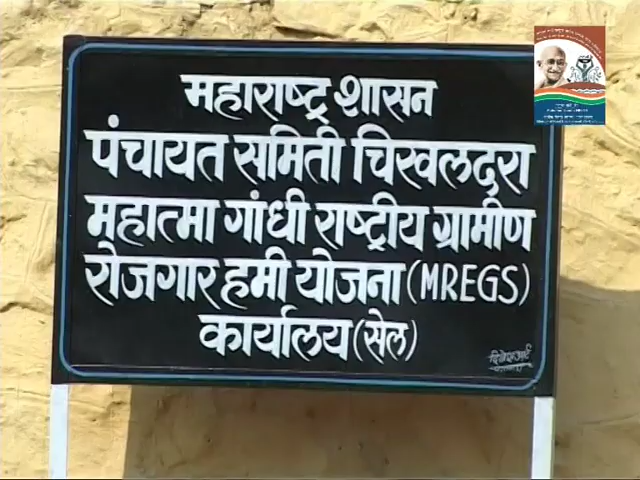 महाराष्ट्र शासन
पंचायत समिती चिखलदरा
महात्मा गांधी राष्ट्रीय ग्रामीण
रोजगार हमी योजना (MREGS)
कार्यालय (सेल)